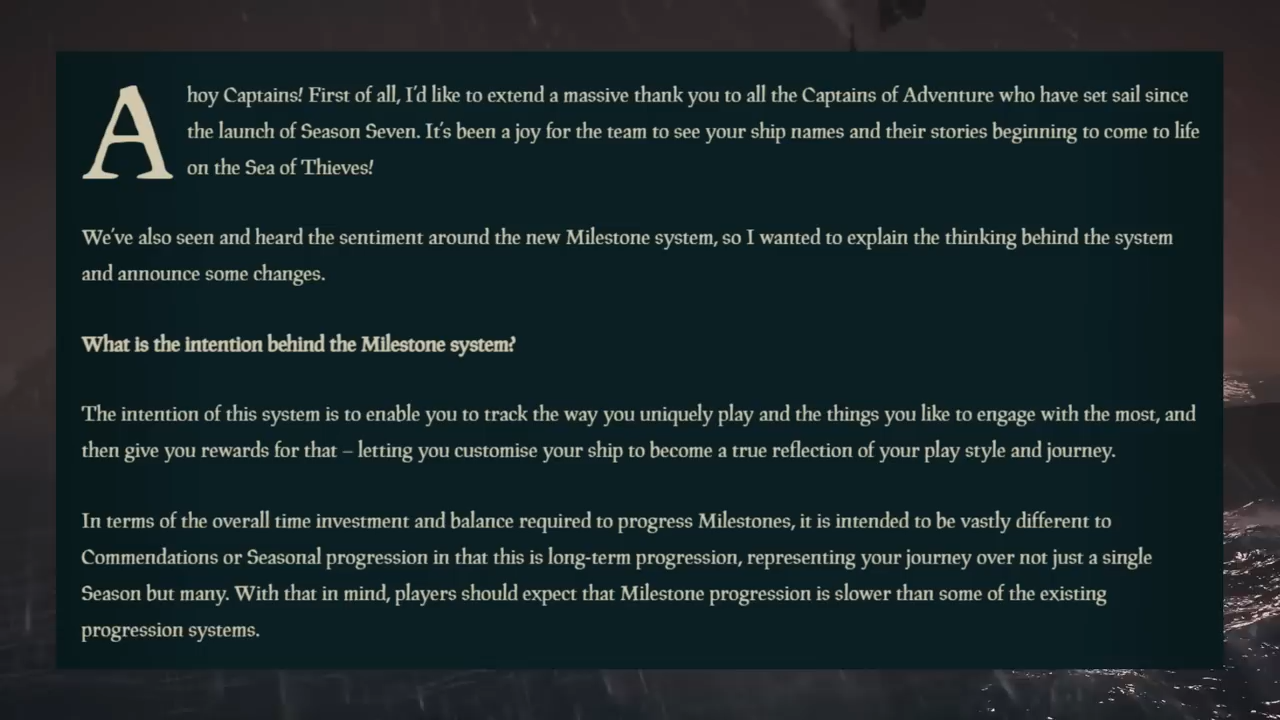 Ahoy Captains! First of all, I'd like to extend a massive thank you to all the Captains of Adventure who have set sail since
the launch of Season Seven. It's been a joy for the team to see your ship names and their stories beginning to come to life
on the Sea of Thieves!
We've also seen and heard the sentiment around the new Milestone system, so I wanted to explain the thinking behind the system
and announce some changes.
What is the intention behind the Milestone system?
The intention of this system is to enable you to track the way you uniquely play and the things you like to engage with the most, and
then give you rewards for that – letting you customise your ship to become a true reflection of your play style and journey.
In terms of the overall time investment and balance required to progress Milestones, it is intended to be vastly different to
Commendations or Seasonal progression in that this is long-term progression, representing your journey over not just a single
Season but many. With that in mind, players should expect that Milestone progression is slower than some of the existing
progression systems.